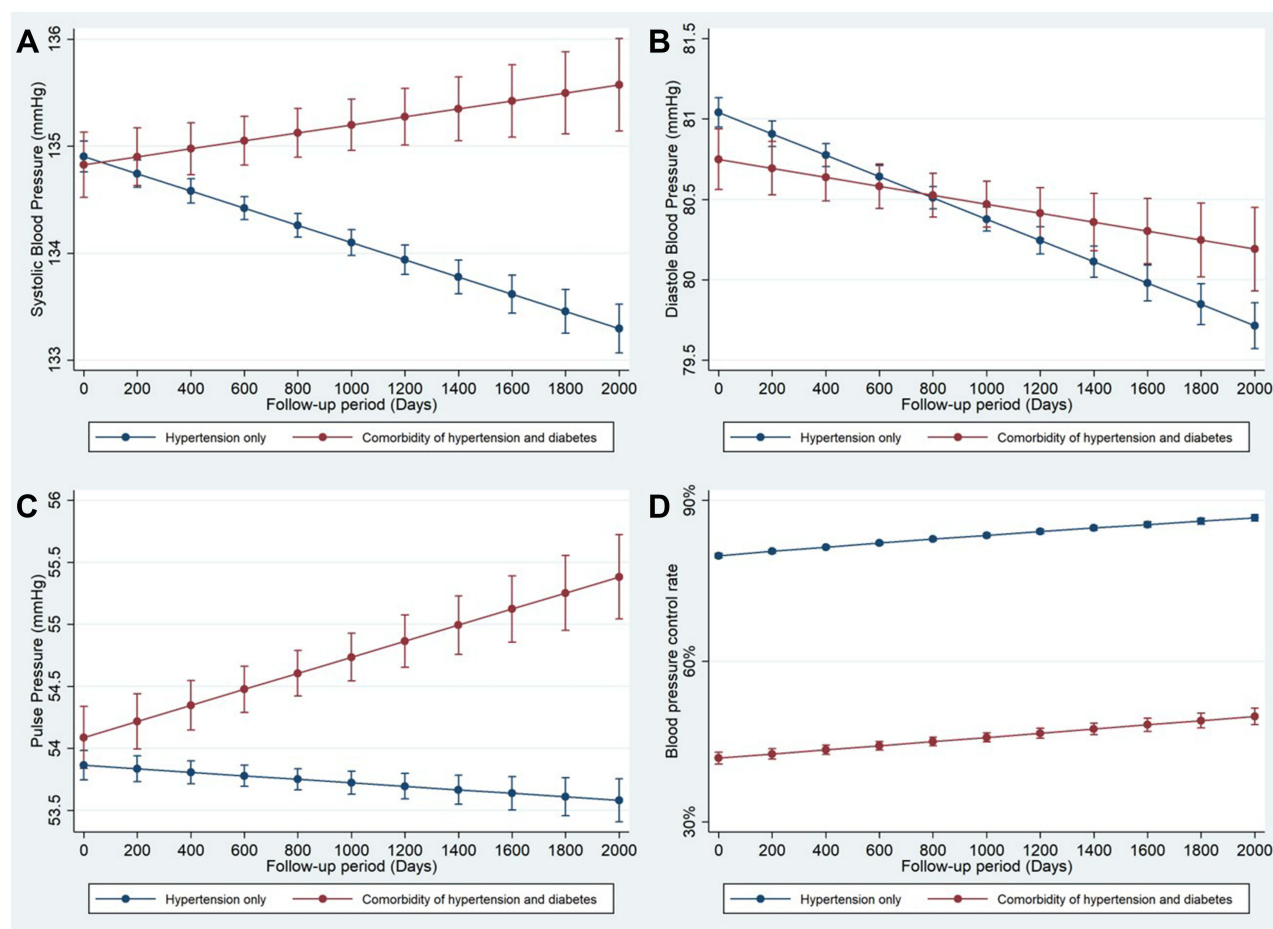 A
Systolic Blood Pressure (mmHg)
136
135
134
133
0 200 400 600 800 1000 1200 1400 1600 1800 2000
Follow-up period (Days)
Hypertension only Comorbidity of hypertension and diabetes
B
Diastole Blood Pressure (mmHg)
81.5
81
80.5
80
79.5
0 200 400 600 800 1000 1200 1400 1600 1800 2000
Follow-up period (Days)
Hypertension only Comorbidity of hypertension and diabetes
C
Pulse Pressure (mmHg)
56
55.5
55
54.5
54
53.5
0 200 400 600 800 1000 1200 1400 1600 1800 2000
Follow-up period (Days)
Hypertension only Comorbidity of hypertension and diabetes
D
Blood pressure control rate
90%
60%
30%
0 200 400 600 800 1000 1200 1400 1600 1800 2000
Follow-up period (Days)
Hypertension only Comorbidity of hypertension and diabetes